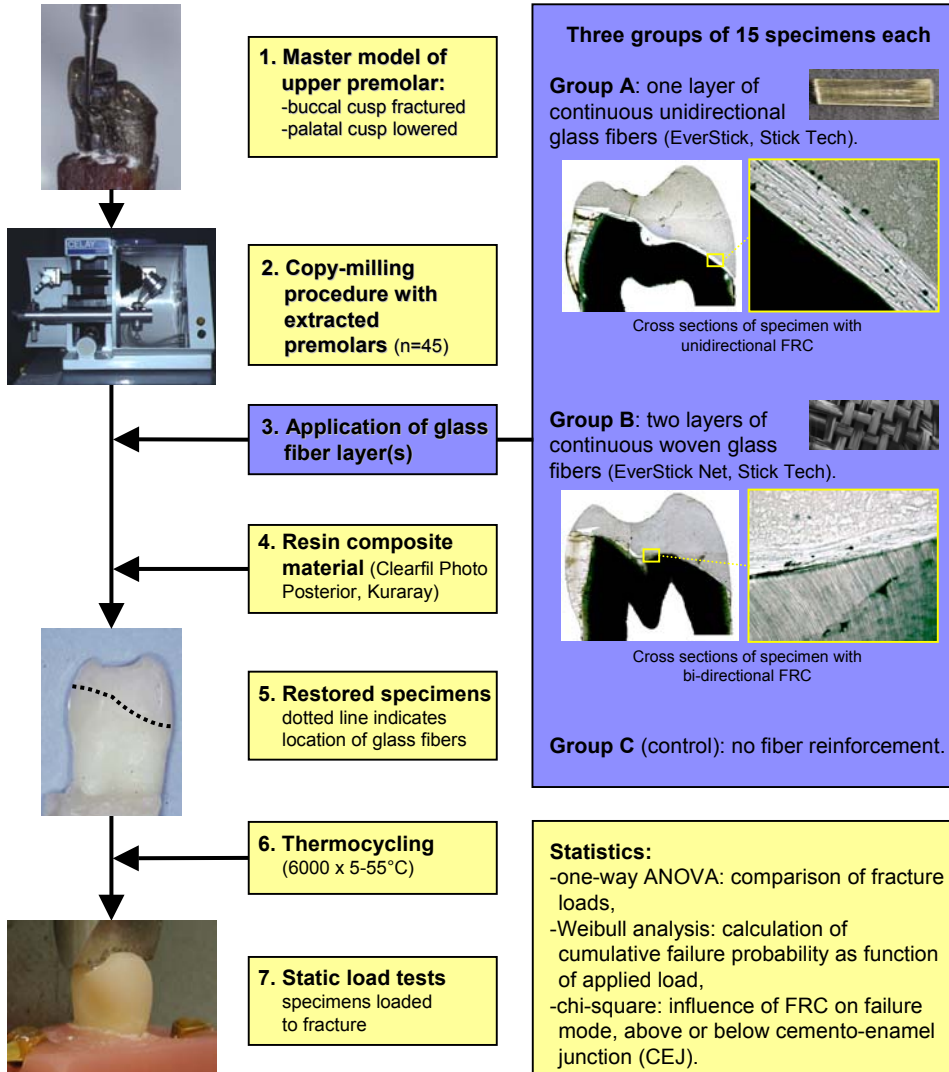 1. Master model of
upper premolar:
-buccal cusp fractured
-palatal cusp lowered
CELAY
2. Copy-milling
procedure with
extracted
premolars (n=45)
3. Application of glass
fiber layer(s)
4. Resin composite
material (Clearfil Photo
Posterior, Kuraray)
5. Restored specimens
dotted line indicates
location of glass fibers
6. Thermocycling
(6000 x 5-55°C)
7. Static load tests
specimens loaded
to fracture
Three groups of 15 specimens each
Group A: one layer of
continuous unidirectional
glass fibers (EverStick, Stick Tech).
Cross sections of specimen with
unidirectional FRC
Group B: two layers of
continuous woven glass
fibers (EverStick Net, Stick Tech).
Cross sections of specimen with
bi-directional FRC
Group C (control): no fiber reinforcement.
Statistics:
-one-way ANOVA: comparison of fracture
loads,
-Weibull analysis: calculation of
cumulative failure probability as function
of applied load,
-chi-square: influence of FRC on failure
mode, above or below cemento-enamel
junction (CEJ).